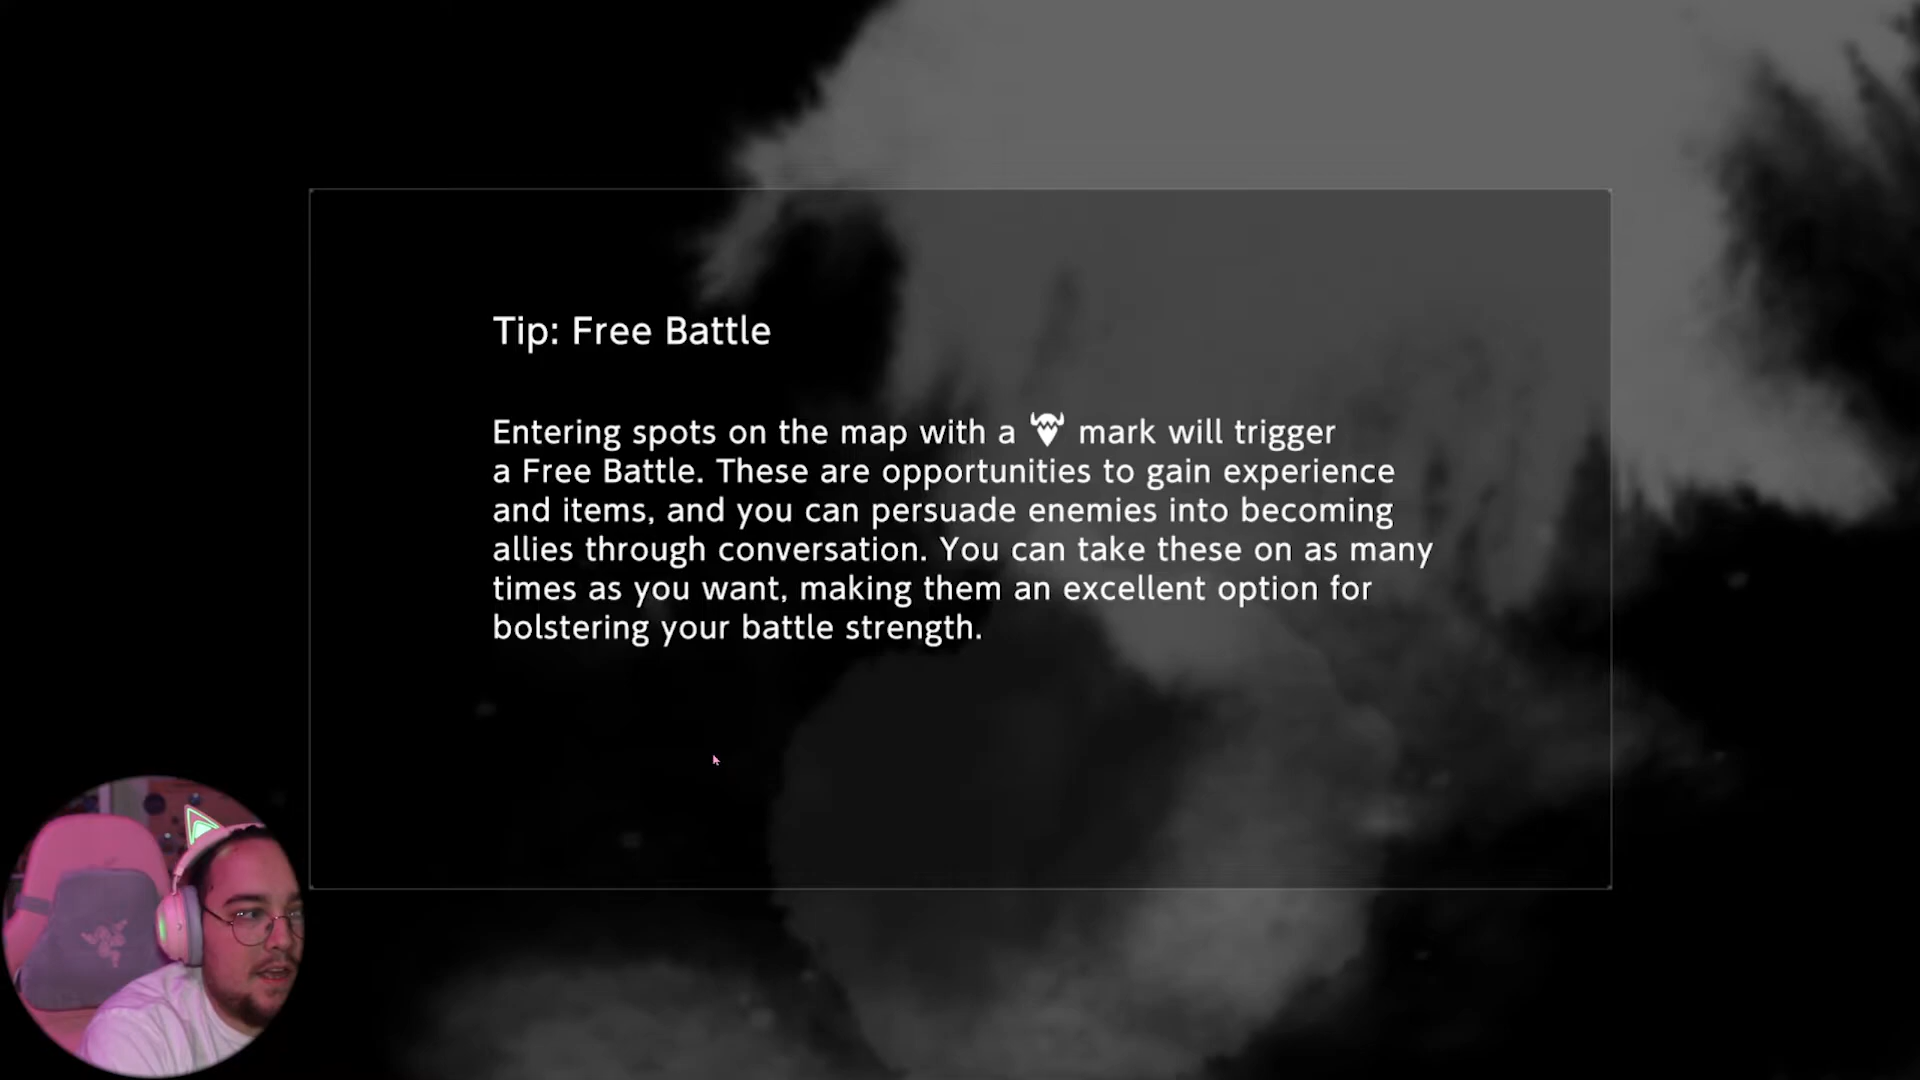 Tip: Free Battle
Entering spots on the map with a mark will trigger
a Free Battle. These are opportunities to gain experience
and items, and you can persuade enemies into becoming
allies through conversation. You can take these on as many
times as you want, making them an excellent option for
bolstering your battle strength.